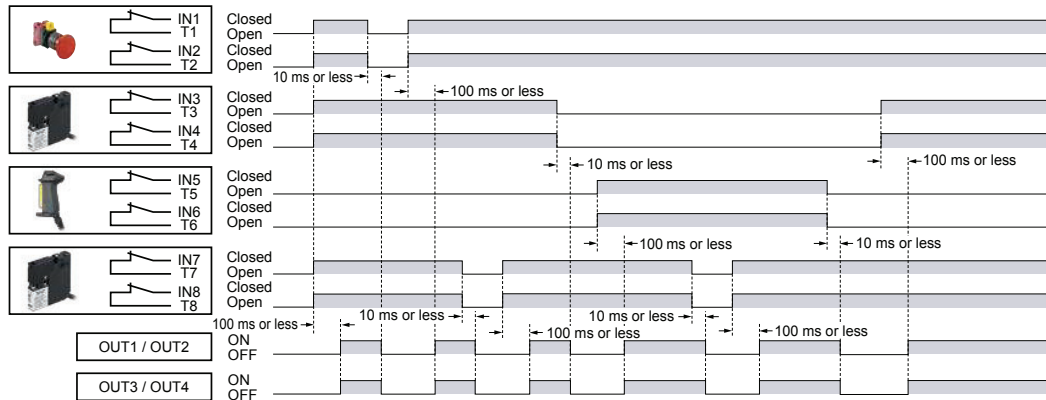 IN1
T1
IN2
T2
Closed
Open
Closed
Open
10 ms or less
100 ms or less
IN3
T3
IN4
T4
Closed
Open
Closed
Open
10 ms or less
100 ms or less
IN5
T5
IN6
T6
Closed
Open
Closed
Open
100 ms or less
10 ms or less
IN7
T7
IN8
T8
Closed
Open
Closed
Open
100 ms or less
10 ms or less
100 ms or less
10 ms or less
100 ms or less
OUT1 / OUT2
ON
OFF
OUT3 / OUT4
ON
OFF